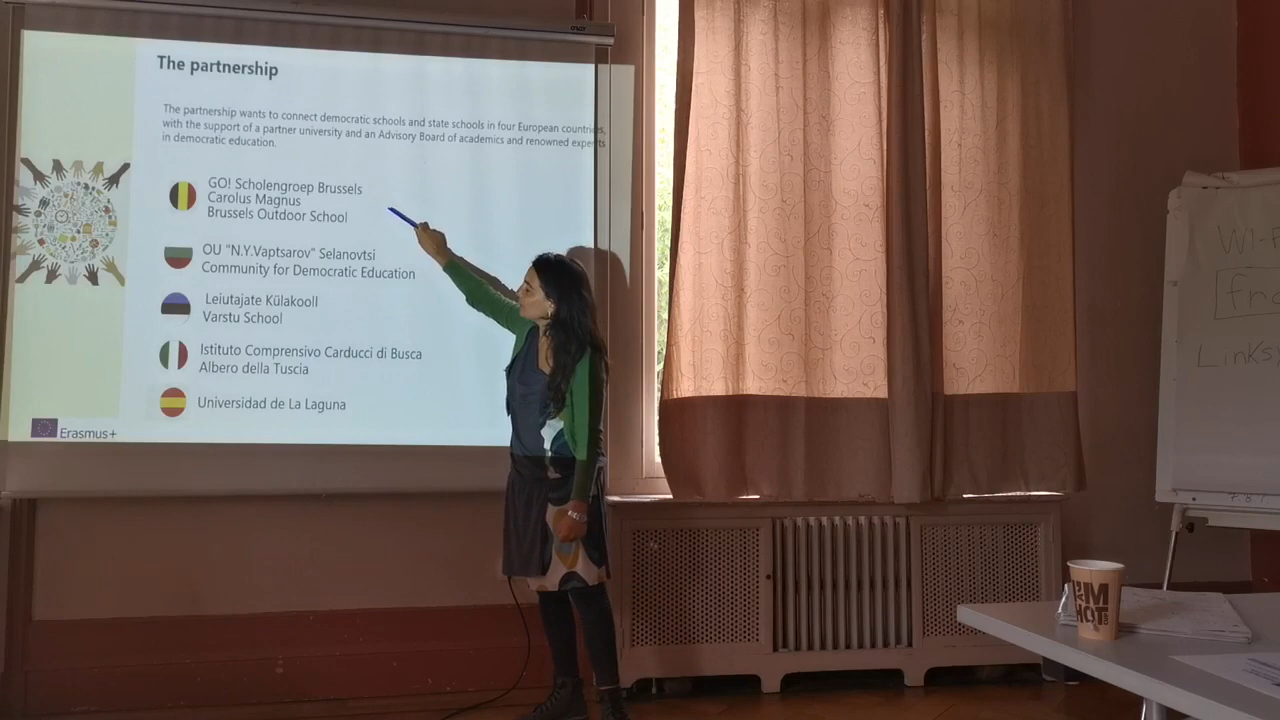 The partnership
The partnership wants to connect democratic schools and state schools in four European countries,
with the support of a partner university and an Advisory Board of academics and renowned experts
in democratic education.
GO! Scholengroep Brussels
Carolus Magnus
Brussels Outdoor School
OU "N.Y.Vaptsarov" Selanovtsi
Community for Democratic Education
Leiutajate Külakooll
Varstu School
Istituto Comprensivo Carducci di Busca
Albero della Tuscia
Universidad de La Laguna
Erasmus+
Links
HOT